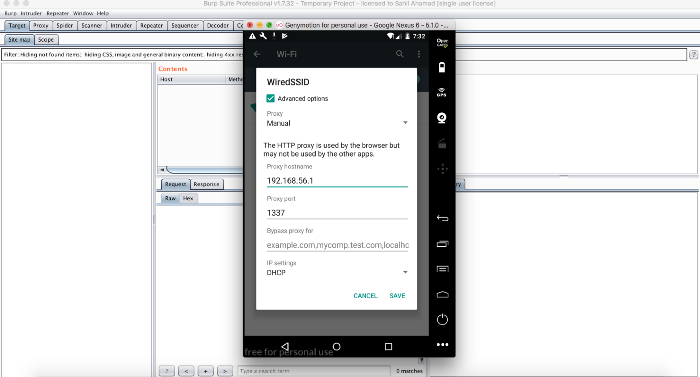 Burp Suite Professional v1.7.32 - Temporary Project - licensed to Sahil Ahamad [single user license]
Burp Intruder Repeater Window Help
Target Proxy Spider Scanner Intruder Repeater Sequencer Decoder
Site map Scope
Filter: Hiding not found items; hiding CSS, image and general binary content; hiding 4xx
Contents
Host
Request Response
Raw Hex
Type a search term
0 matches
Genymotion for personal use - Google Nexus 6 - 6.1.0 -...
7:32
Wi-Fi
WiredSSID
Advanced options
Proxy
Manual
The HTTP proxy is used by the browser but
may not be used by the other apps.
Proxy hostname
192.168.56.1
Proxy port
1337
Bypass proxy for
example.com,mycomp.test.com,localho
IP settings
DHCP
CANCEL SAVE
GPS
free for personal use